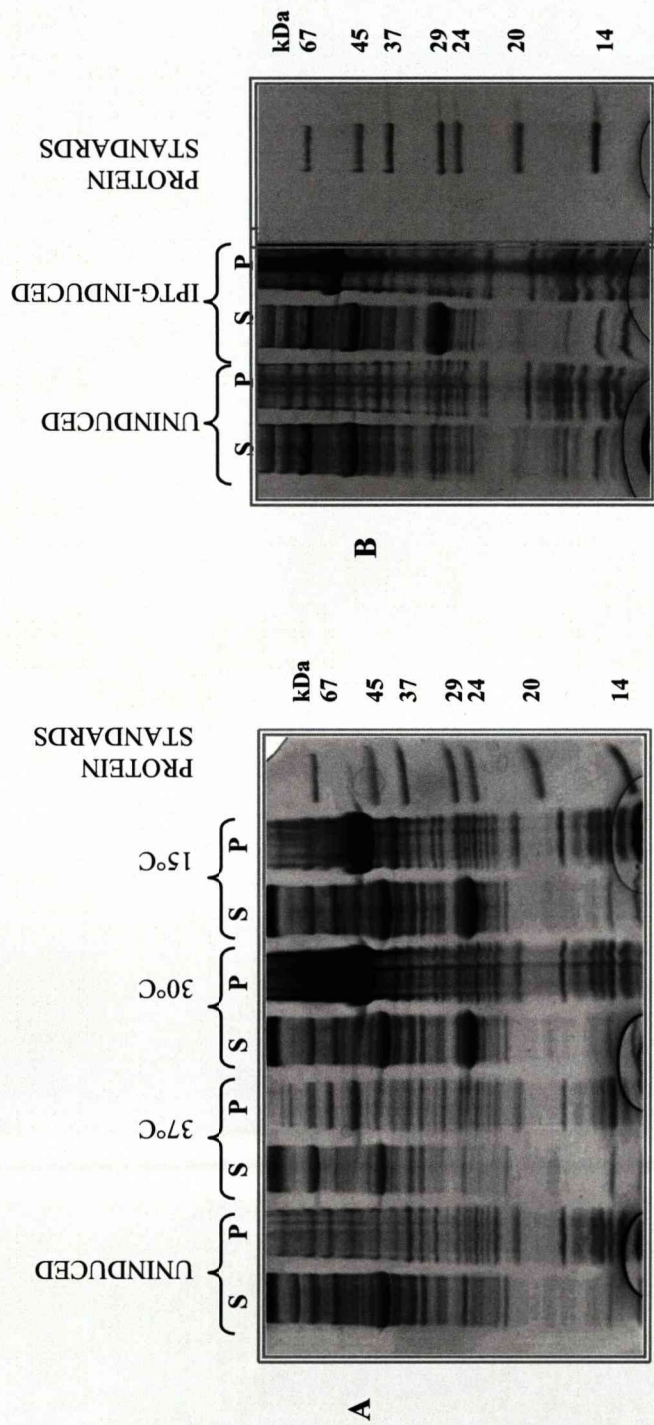 A
UNINDUCED
37°C
30°C
15°C
PROTEIN
STANDARDS
S P S P S P S P
kDa
67
45
37
29
24
20
14
B
UNINDUCED
IPTG-INDUCED
PROTEIN
STANDARDS
S P S P
kDa
67
45
37
29
24
20
14